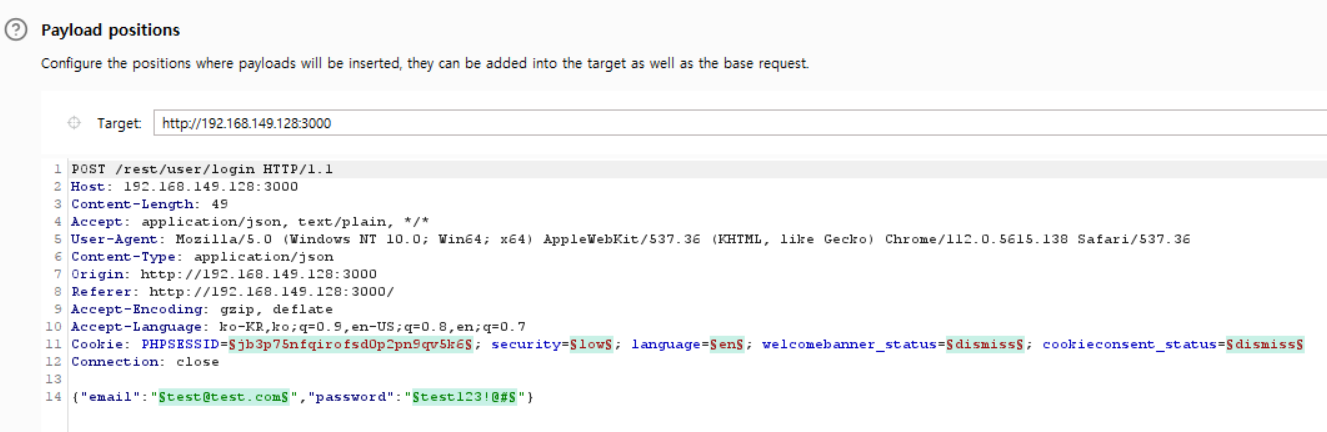 Payload positions
Configure the positions where payloads will be inserted, they can be added into the target as well as the base request.
Target: http://192.168.149.128:3000
1 POST /rest/user/login HTTP/1.1
2 Host: 192.168.149.128:3000
3 Content-Length: 49
4 Accept: application/json, text/plain, */*
5 User-Agent: Mozilla/5.0 (Windows NT 10.0; Win64; x64) AppleWebKit/537.36 (KHTML, like Gecko) Chrome/112.0.5615.138 Safari/537.36
6 Content-Type: application/json
7 Origin: http://192.168.149.128:3000
8 Referer: http://192.168.149.128:3000/
9 Accept-Encoding: gzip, deflate
10 Accept-Language: ko-KR,ko;q=0.9,en-US;q=0.8,en;q=0.7
11 Cookie: PHPSESSID=§jb3p75nfqirofsd0p2pn9qv5k6§; security=§low§; language=§en§; welcomebanner_status=§dismiss§; cookieconsent_status=§dismiss§
12 Connection: close
13
14 {"email":"§test@test.com§","password":"§test123!@#§"}